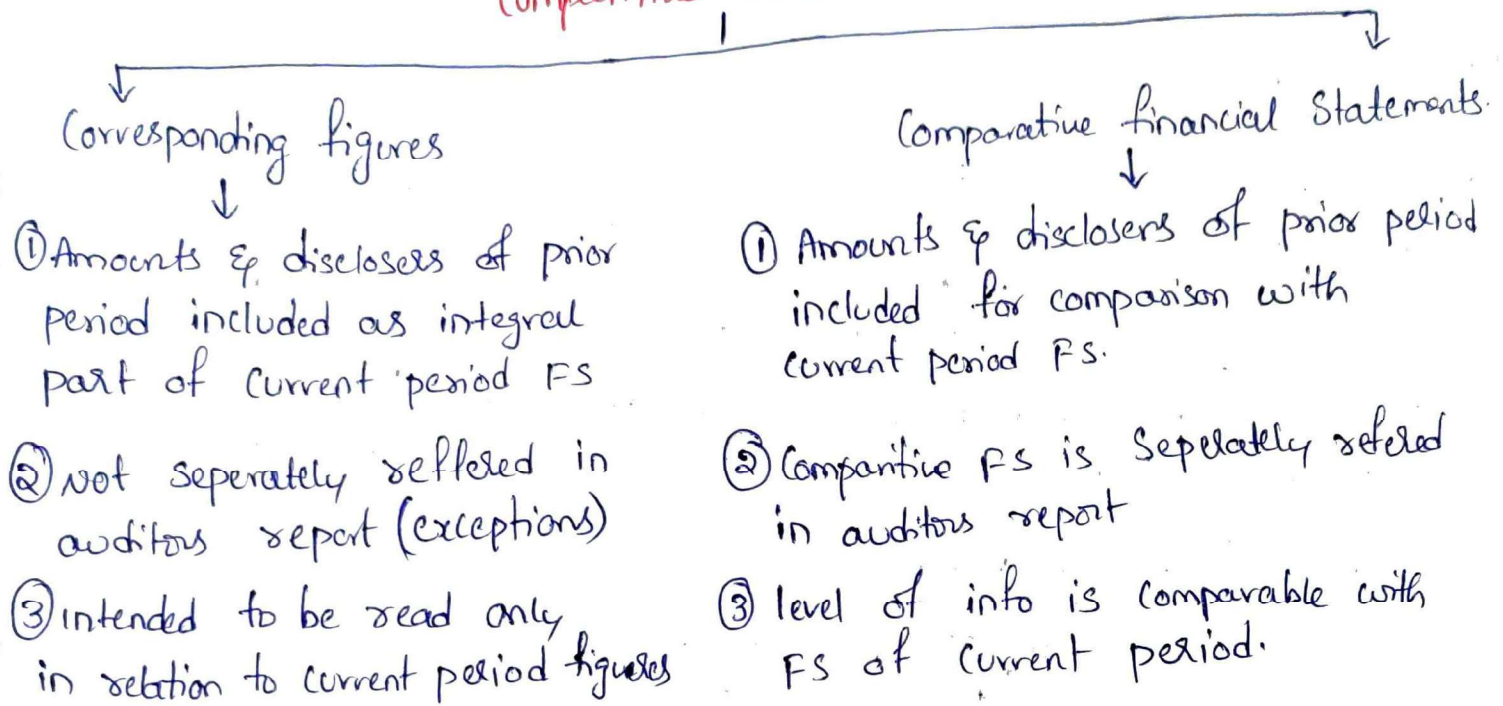 Corresponding figures
① Amounts & disclosers of prior
period included as integral
part of current period FS
② not seperately reffered in
auditors report (exceptions)
③ intended to be read only
in relation to current period figures
Comparative financial Statements.
① Amounts & disclosers of prior period
included for comparison with
current period FS.
② Comparitive FS is Seperately refered
in auditors report
③ level of info is comparable with
FS of current period.